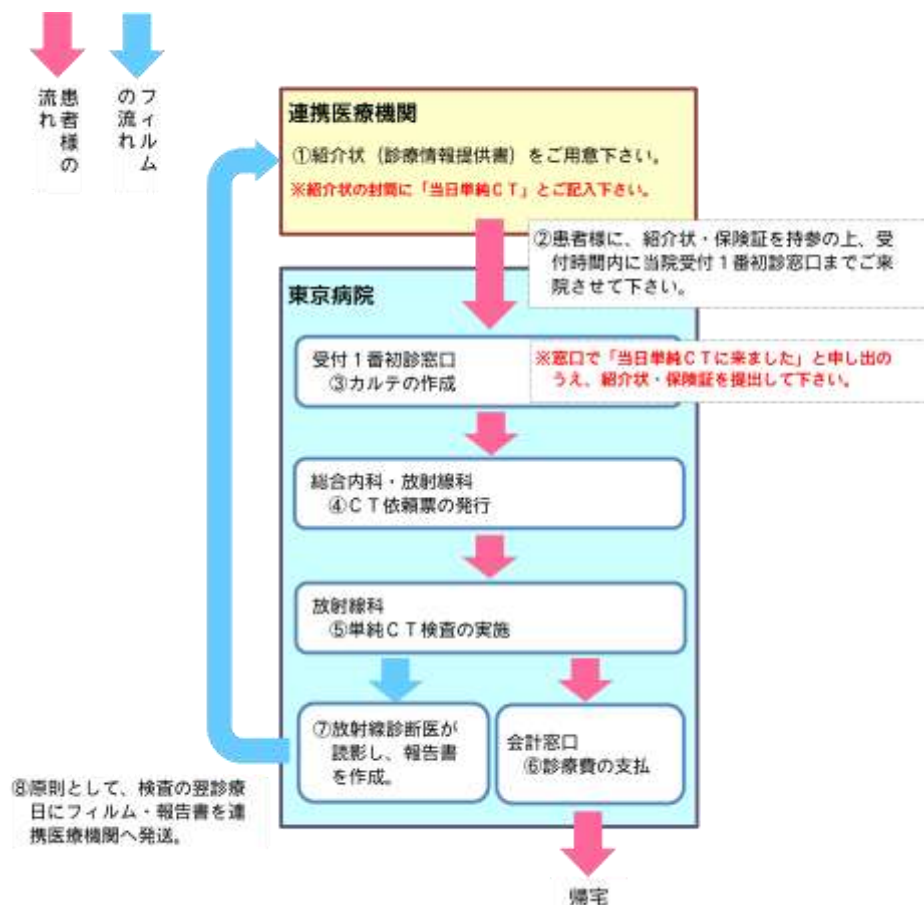 患者様の
流れ
フィルム
の流れ
連携医療機関
①紹介状（診療情報提供書）をご用意下さい。
※紹介状の封筒に「当日単純ＣＴ」とご記入下さい。
②患者様に、紹介状・保険証を持参の上、受
付時間内に当院受付１番初診窓口までご来
院させて下さい。
東京病院
受付１番初診窓口
③カルテの作成
※窓口で「当日単純ＣＴに来ました」と申し出の
うえ、紹介状・保険証を提出して下さい。
総合内科・放射線科
④ＣＴ依頼票の発行
放射線科
⑤単純ＣＴ検査の実施
⑦放射線診断医が
読影し、報告書
を作成。
会計窓口
⑥診療費の支払
⑧原則として、検査の翌診療
日にフィルム・報告書を連
携医療機関へ発送。
帰宅